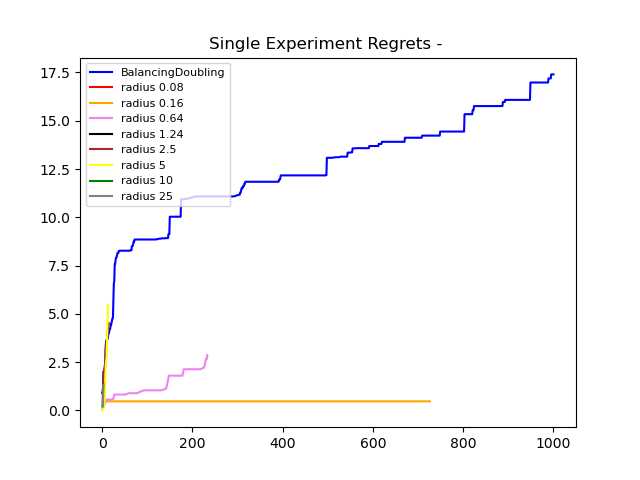 Single Experiment Regrets -
17.5
15.0
12.5
10.0
7.5
5.0
2.5
0.0
BalancingDoubling
radius 0.08
radius 0.16
radius 0.64
radius 1.24
radius 2.5
radius 5
radius 10
radius 25
0 200 400 600 800 1000